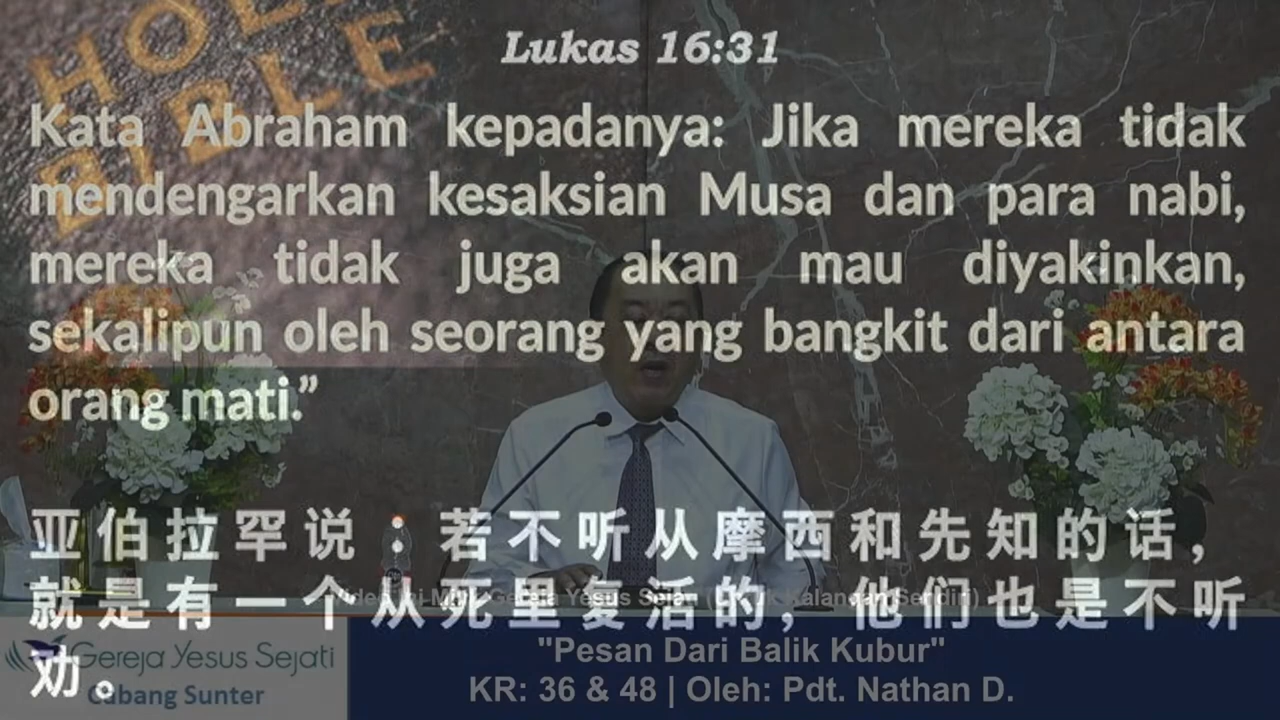 HOLY
BIBLE
Lukas 16:31
Kata Abraham kepadanya: Jika mereka tidak
mendengarkan kesaksian Musa dan para nabi,
mereka tidak juga akan mau diyakinkan,
sekalipun oleh seorang yang bangkit dari antara
orang mati.”
亚伯拉罕说：若不听从摩西和先知的话，
就是有一个从死里复活的，他们也是不听
劝。
Gereja Yesus Sejati
Cabang Sunter
"Pesan Dari Balik Kubur"
KR: 36 & 48 | Oleh: Pdt. Nathan D.